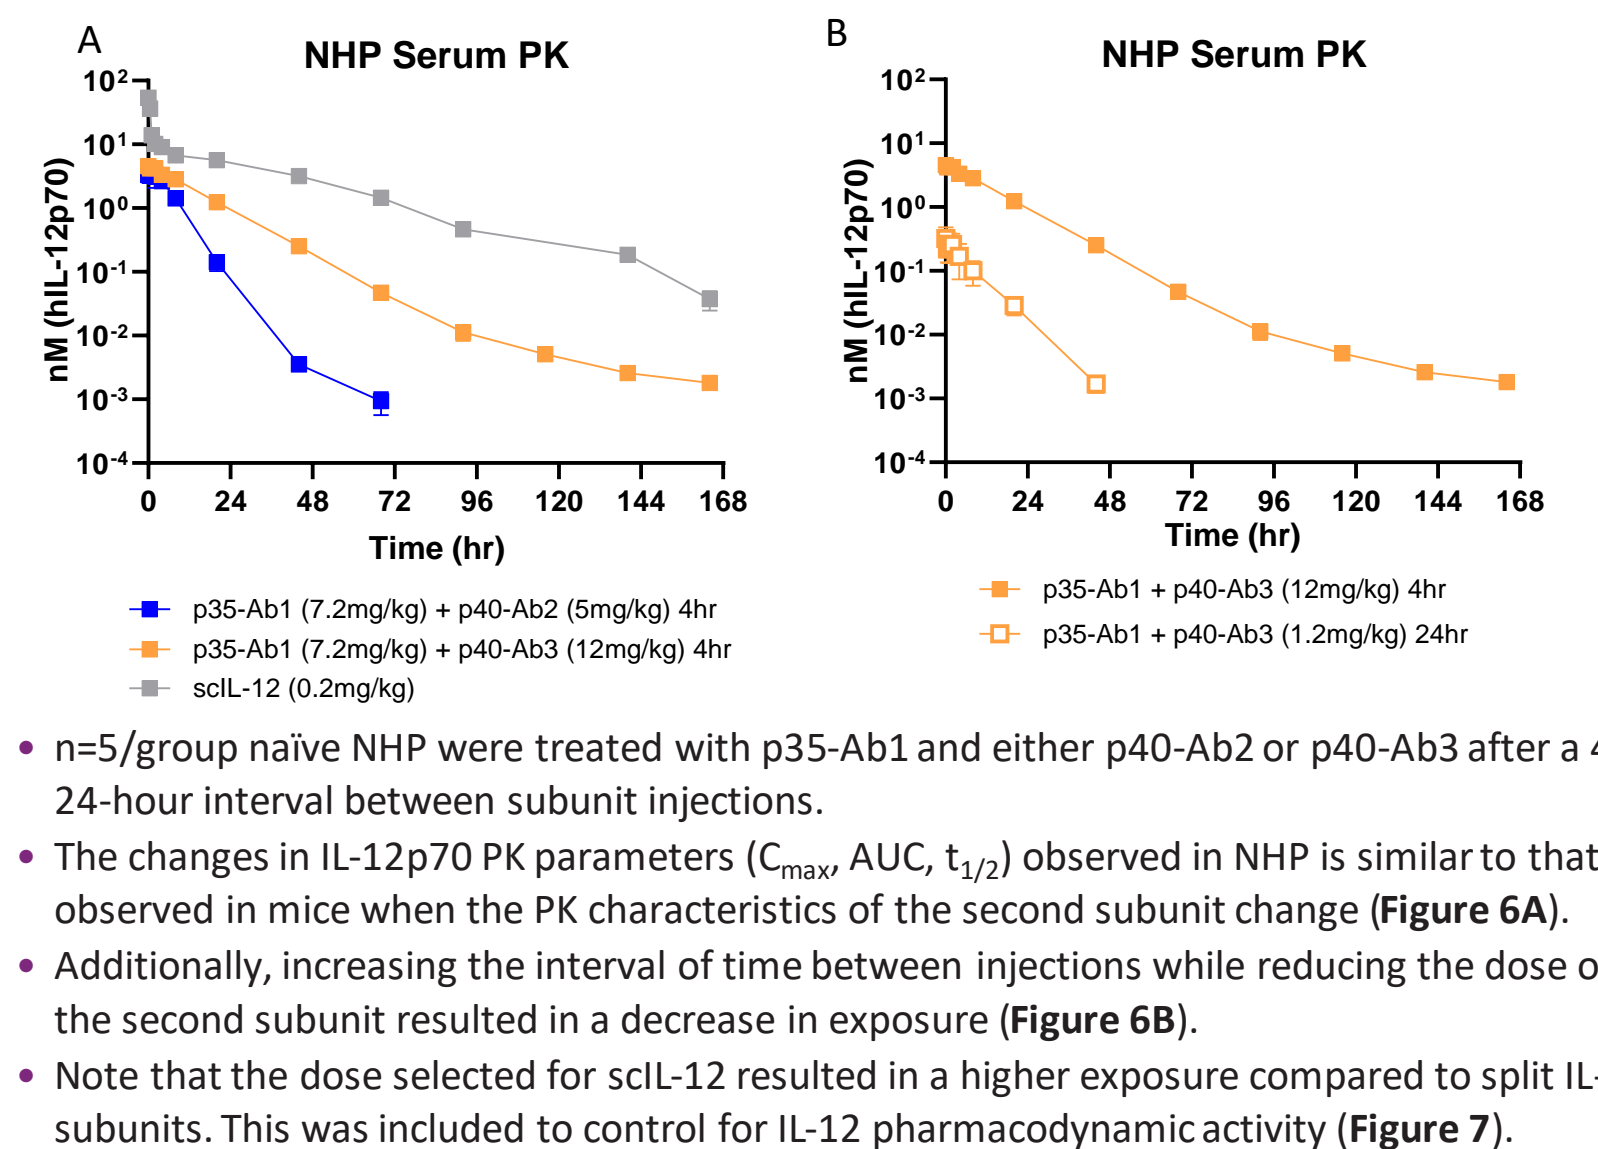 A
NHP Serum PK
nM (hIL-12p70)
10²
10¹
10⁰
10⁻¹
10⁻²
10⁻³
10⁻⁴
0 24 48 72 96 120 144 168
Time (hr)
p35-Ab1 (7.2mg/kg) + p40-Ab2 (5mg/kg) 4hr
p35-Ab1 (7.2mg/kg) + p40-Ab3 (12mg/kg) 4hr
scIL-12 (0.2mg/kg)
B
NHP Serum PK
nM (hIL-12p70)
10²
10¹
10⁰
10⁻¹
10⁻²
10⁻³
10⁻⁴
0 24 48 72 96 120 144 168
Time (hr)
p35-Ab1 + p40-Ab3 (12mg/kg) 4hr
p35-Ab1 + p40-Ab3 (1.2mg/kg) 24hr
• n=5/group naïve NHP were treated with p35-Ab1 and either p40-Ab2 or p40-Ab3 after a 4
24-hour interval between subunit injections.
• The changes in IL-12p70 PK parameters (Cmax, AUC, t1/2) observed in NHP is similar to that
observed in mice when the PK characteristics of the second subunit change (Figure 6A).
• Additionally, increasing the interval of time between injections while reducing the dose o
the second subunit resulted in a decrease in exposure (Figure 6B).
• Note that the dose selected for scIL-12 resulted in a higher exposure compared to split IL-
subunits. This was included to control for IL-12 pharmacodynamic activity (Figure 7).